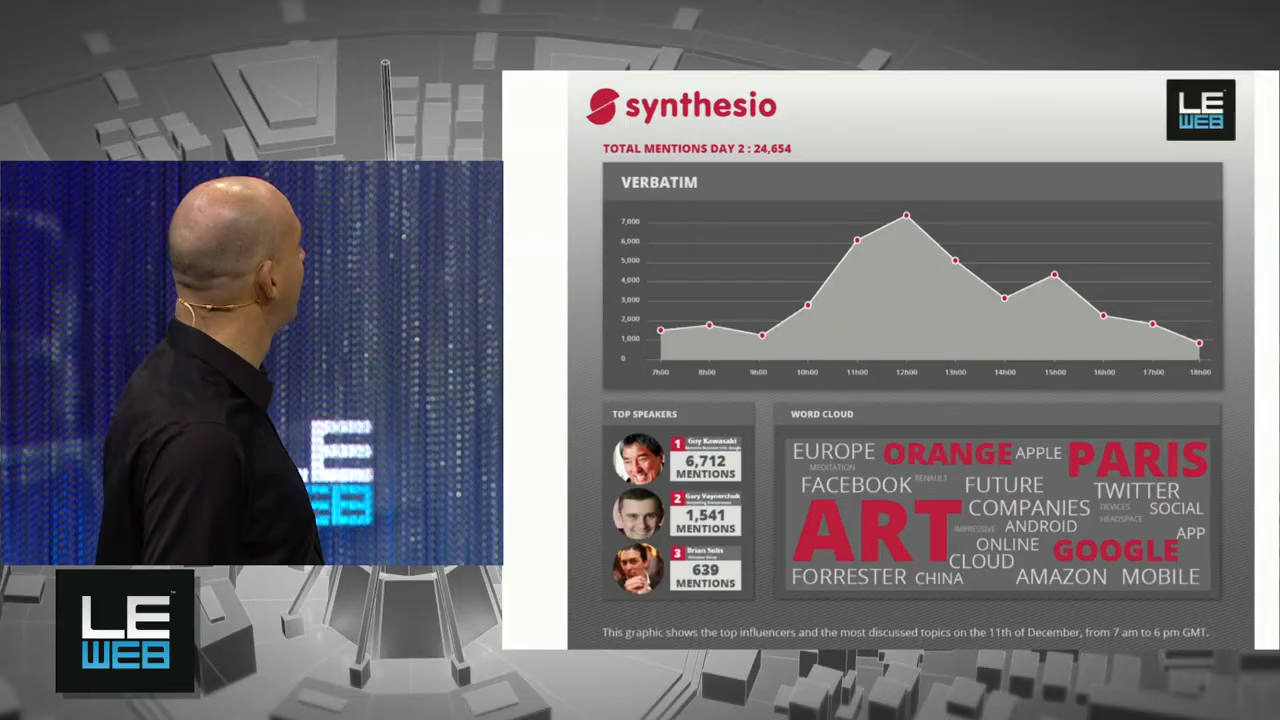 synthesio
LE
WEB
TOTAL MENTIONS DAY 2 : 24,654
VERBATIM
7,000
6,000
5,000
4,000
3,000
2,000
1,000
0
7h00 8h00 9h00 10h00 11h00 12h00 13h00 14h00 15h00 16h00 17h00 18h00
TOP SPEAKERS
1 Guy Kawasaki
6,712
MENTIONS
2 Gary Vaynerchuk
1,541
MENTIONS
3 Brian Solis
639
MENTIONS
WORD CLOUD
EUROPE ORANGE APPLE PARIS
MEDITATION
FACEBOOK RENAULT FUTURE TWITTER
ART COMPANIES DEVICES SOCIAL
IMPRESSIVE ANDROID HEADSPACE APP
ONLINE GOOGLE
CLOUD
FORRESTER CHINA AMAZON MOBILE
This graphic shows the top influencers and the most discussed topics on the 11th of December, from 7 am to 6 pm GMT.
LE
WEB
LE
WEB